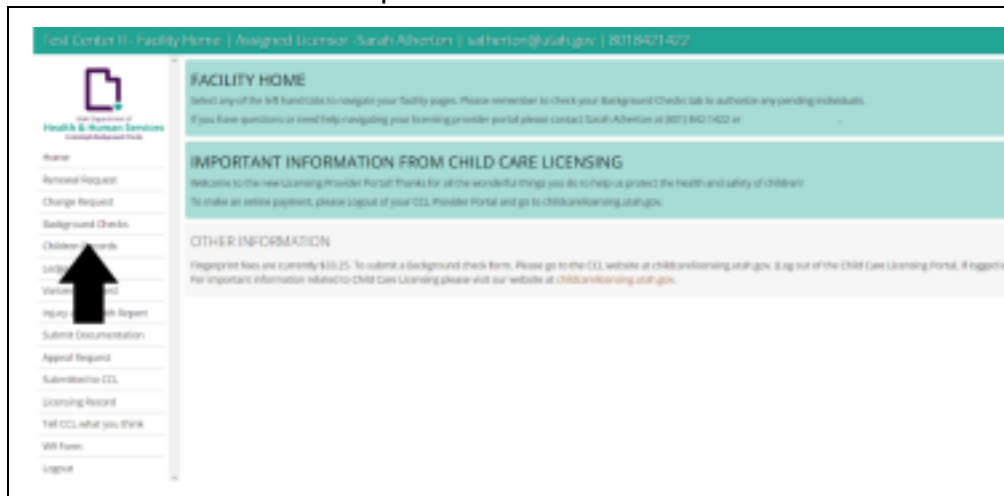 Test Center II - Facility Home | Assigned Licensor - Sarah Atherton | satherton@utah.gov | 8018421422
Utah Department of
Health & Human Services
Licensing & Background Checks
Home
Renewal Request
Change Request
Background Checks
Children Records
Request
Injury Report
Submit Documentation
Appeal Request
Submitted to CCL
Licensing Record
Tell CCL what you think
Logout
FACILITY HOME
Select any of the left hand tabs to navigate your facility pages. Please remember to check your Background Checks tab to authorize any pending individuals.
If you have questions or need help navigating your licensing provider portal please contact Sarah Atherton at (801) 842-1422 or
IMPORTANT INFORMATION FROM CHILD CARE LICENSING
Welcome to the new Licensing Provider Portal! Thanks for all the wonderful things you do to help us protect the health and safety of children!
To make an online payment, please Logout of your CCL Provider Portal and go to childcarelicensing.utah.gov.
OTHER INFORMATION
Fingerprint fees are currently $33.25. To submit a background check form, Please go to the CCL website at childcarelicensing.utah.gov. (Log out of the Child Care Licensing Portal, if logged
For important information related to Child Care Licensing please visit our website at childcarelicensing.utah.gov.